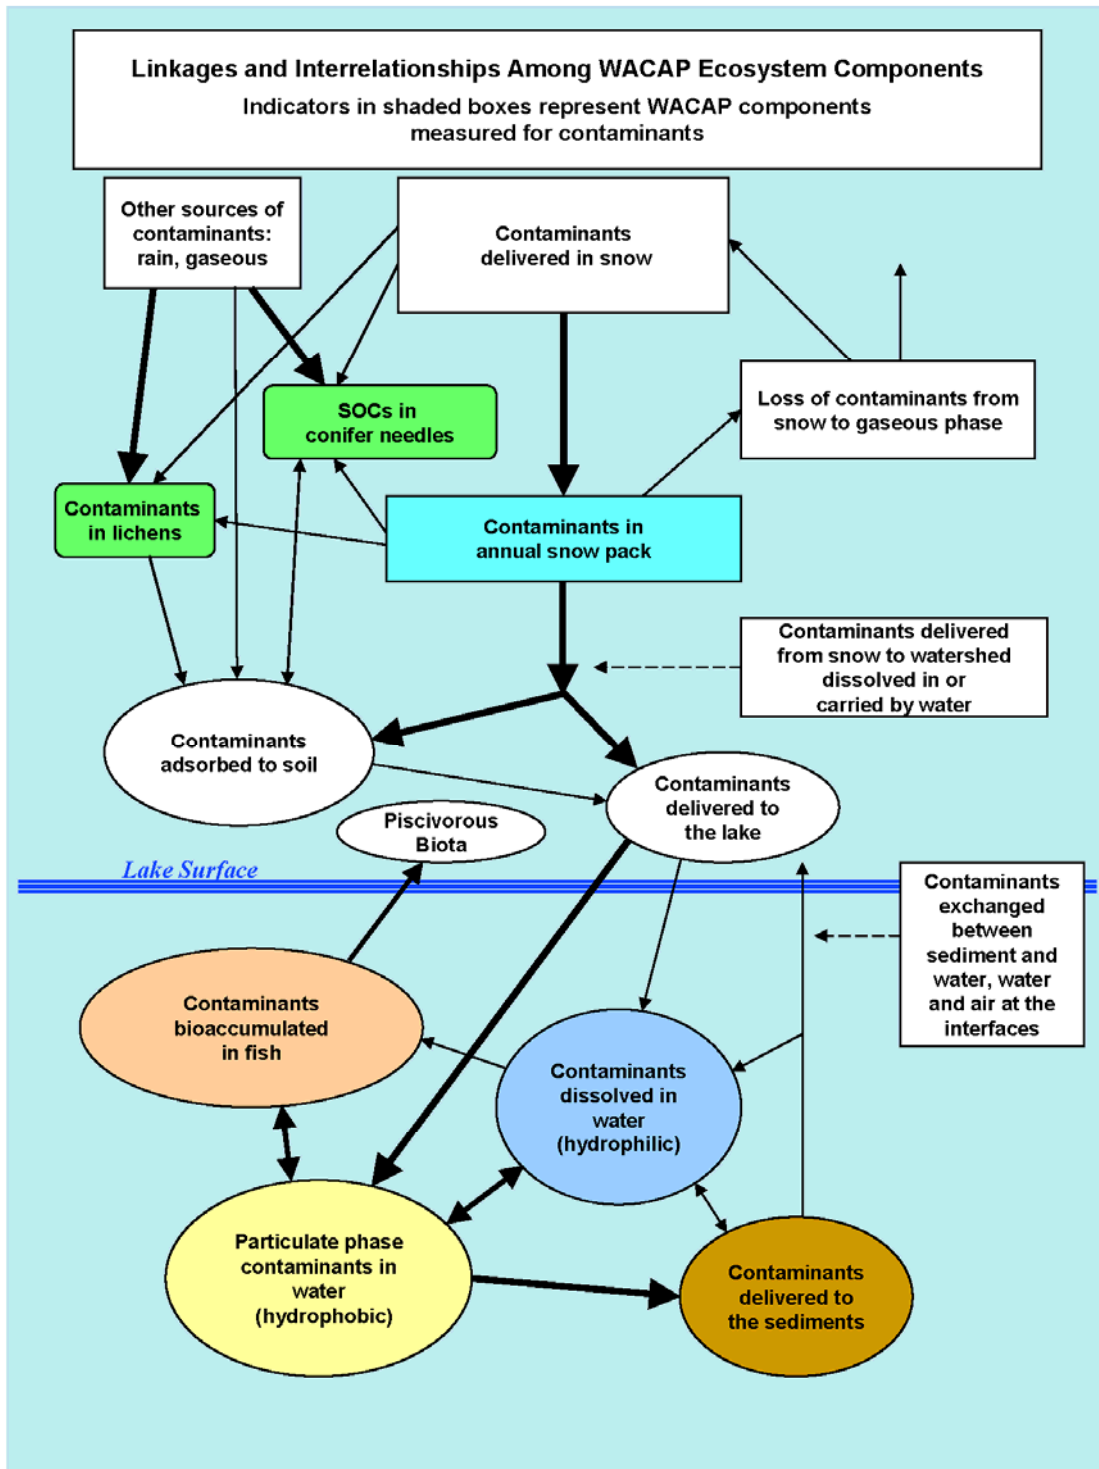 Linkages and Interrelationships Among WACAP Ecosystem Components
Indicators in shaded boxes represent WACAP components
measured for contaminants
Other sources of
contaminants:
rain, gaseous
Contaminants
delivered in snow
Loss of contaminants from
snow to gaseous phase
SOCs in
conifer needles
Contaminants
in lichens
Contaminants in
annual snow pack
Contaminants delivered
from snow to watershed
dissolved in or
carried by water
Contaminants
adsorbed to soil
Contaminants
delivered to
the lake
Piscivorous
Biota
Lake Surface
Contaminants
exchanged
between
sediment and
water, water
and air at the
interfaces
Contaminants
bioaccumulated
in fish
Contaminants
dissolved in
water
(hydrophilic)
Particulate phase
contaminants in
water
(hydrophobic)
Contaminants
delivered to
the sediments